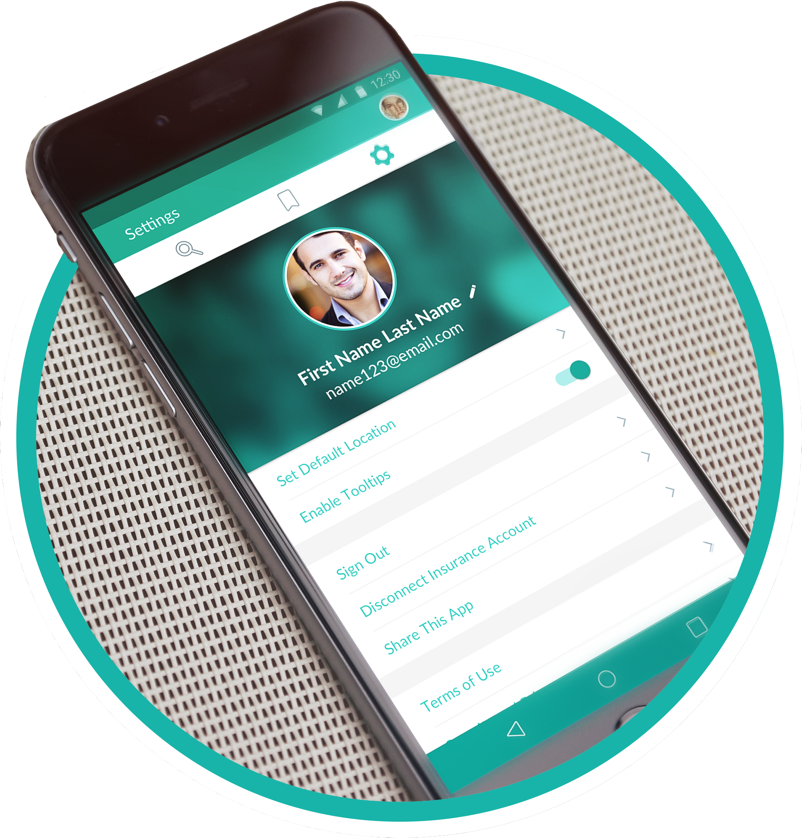 12:30
Settings
First Name Last Name
name123@email.com
Set Default Location
Enable Tooltips
Sign Out
Disconnect Insurance Account
Share This App
Terms of Use